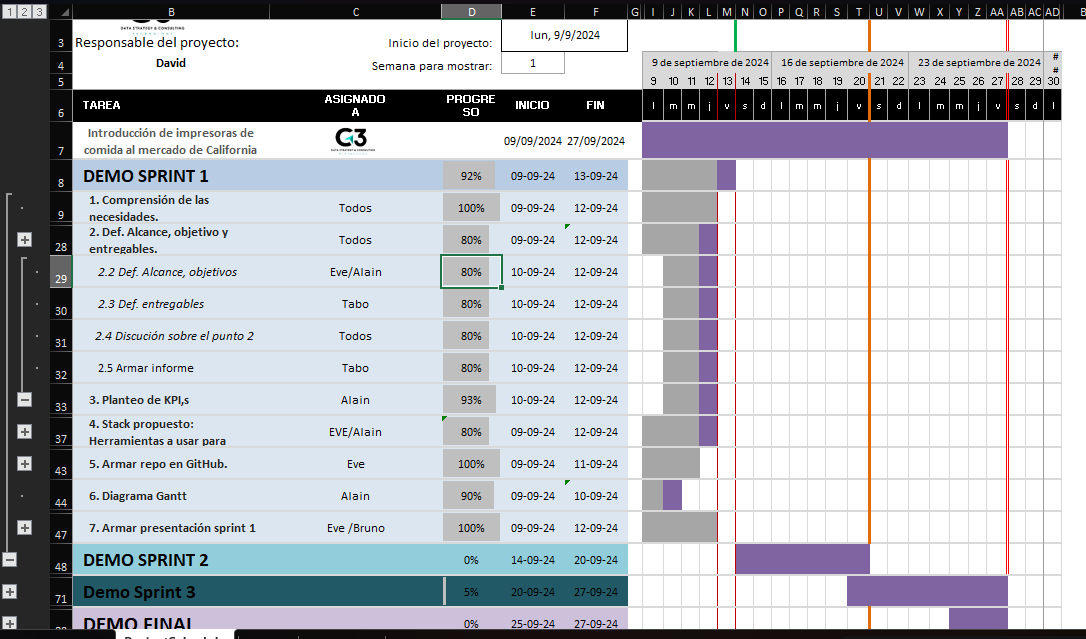 1 2 3 B C D E F G I J K L M N O P Q R S T U V W X Y Z AA AB AC AD
DATA STRATEGY & CONSULTING
3 Responsable del proyecto: Inicio del proyecto: lun, 9/9/2024
4 David Semana para mostrar: 1 9 de septiembre de 2024 16 de septiembre de 2024 23 de septiembre de 2024 #
5 9 10 11 12 13 14 15 16 17 18 19 20 21 22 23 24 25 26 27 28 29 30 #
6 TAREA ASIGNADO A PROGRESO INICIO FIN l m m j v s d l m m j v s d l m m j v s d l
7 Introducción de impresoras de comida al mercado de California G3 DATA STRATEGY & CONSULTING 09/09/2024 27/09/2024
8 DEMO SPRINT 1 92% 09-09-24 13-09-24
9 1. Comprensión de las necesidades. Todos 100% 09-09-24 12-09-24
28 2. Def. Alcance, objetivo y entregables. Todos 80% 09-09-24 12-09-24
29 2.2 Def. Alcance, objetivos Eve/Alain 80% 10-09-24 12-09-24
30 2.3 Def. entregables Tabo 80% 10-09-24 12-09-24
31 2.4 Discución sobre el punto 2 Todos 80% 10-09-24 12-09-24
32 2.5 Armar informe Tabo 80% 10-09-24 12-09-24
33 3. Planteo de KPI,s Alain 93% 10-09-24 12-09-24
37 4. Stack propuesto: Herramientas a usar para EVE/Alain 80% 09-09-24 12-09-24
43 5. Armar repo en GitHub. Eve 100% 09-09-24 11-09-24
44 6. Diagrama Gantt Alain 90% 09-09-24 10-09-24
47 7. Armar presentación sprint 1 Eve /Bruno 100% 09-09-24 12-09-24
48 DEMO SPRINT 2 0% 14-09-24 20-09-24
71 Demo Sprint 3 5% 20-09-24 27-09-24
DEMO FINAL 0% 25-09-24 27-09-24